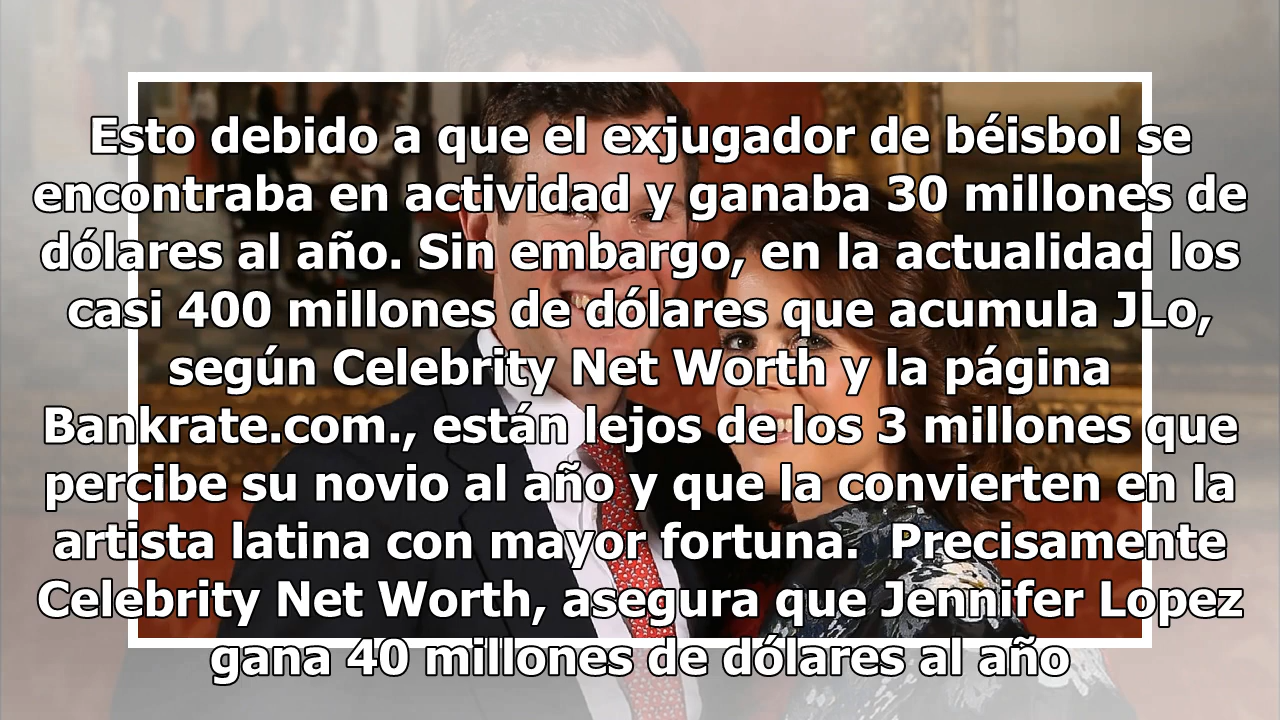 Esto debido a que el exjugador de béisbol se
encontraba en actividad y ganaba 30 millones de
dólares al año. Sin embargo, en la actualidad los
casi 400 millones de dólares que acumula JLo,
según Celebrity Net Worth y la página
Bankrate.com., están lejos de los 3 millones que
percibe su novio al año y que la convierten en la
artista latina con mayor fortuna.  Precisamente
Celebrity Net Worth, asegura que Jennifer Lopez
gana 40 millones de dólares al año